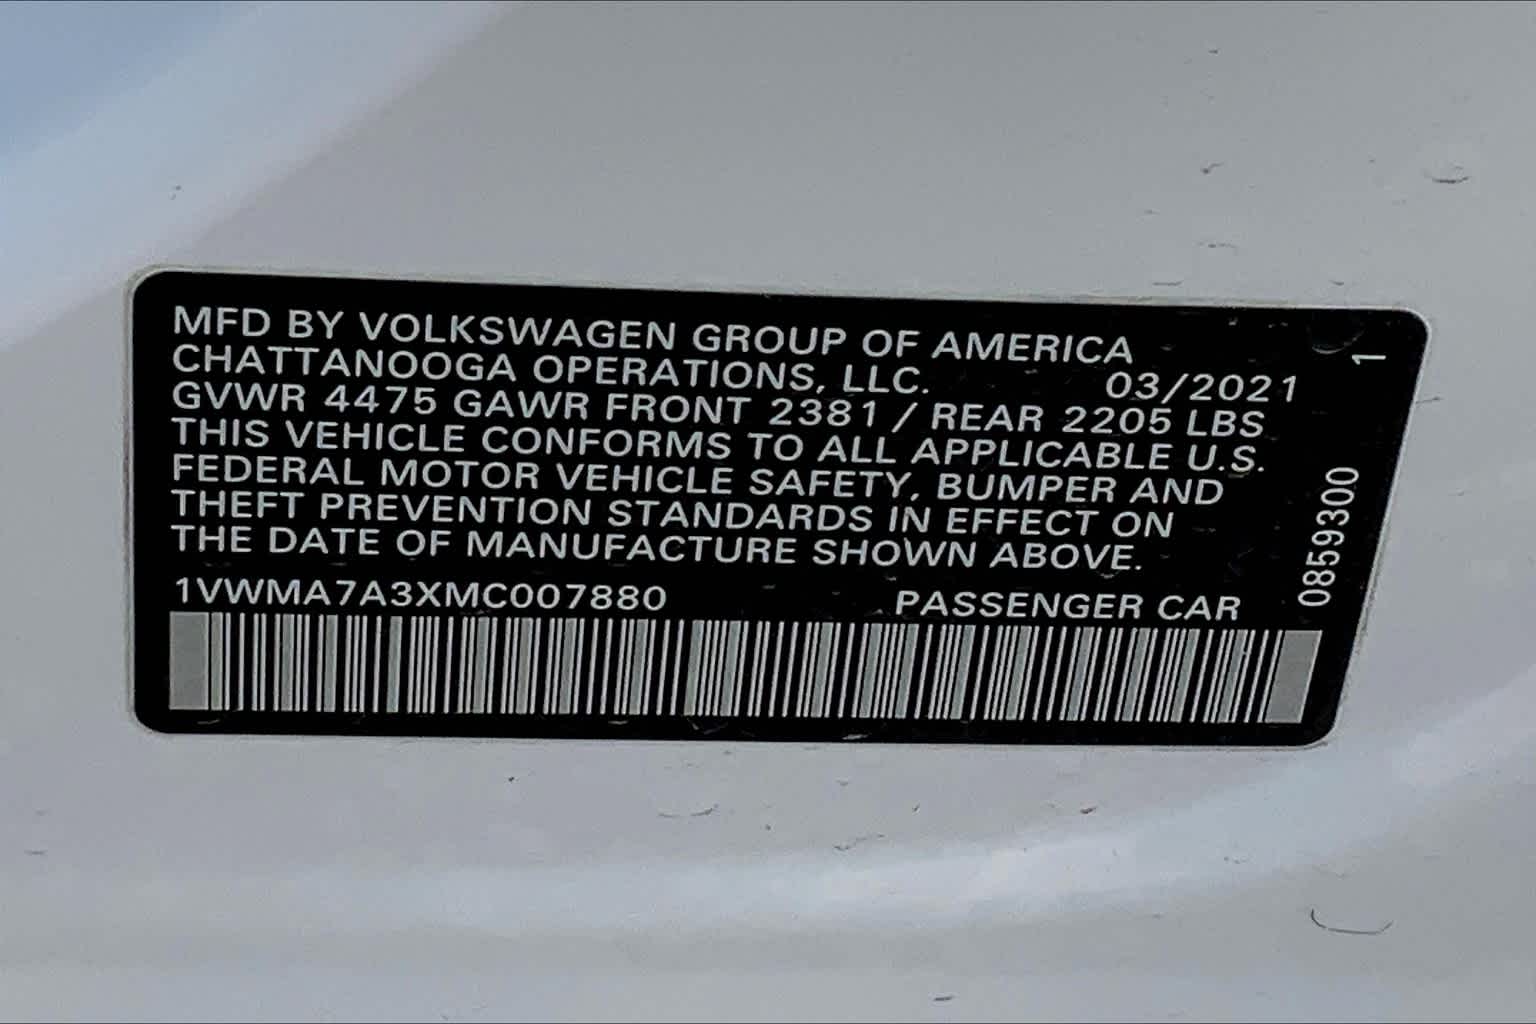 MFD BY VOLKSWAGEN GROUP OF AMERICA
CHATTANOOGA OPERATIONS, LLC. 03/2021
GVWR 4475 GAWR FRONT 2381 / REAR 2205 LBS
THIS VEHICLE CONFORMS TO ALL APPLICABLE U.S.
FEDERAL MOTOR VEHICLE SAFETY, BUMPER AND
THEFT PREVENTION STANDARDS IN EFFECT ON
THE DATE OF MANUFACTURE SHOWN ABOVE.
1VWMA7A3XMC007880 PASSENGER CAR
0859300 1